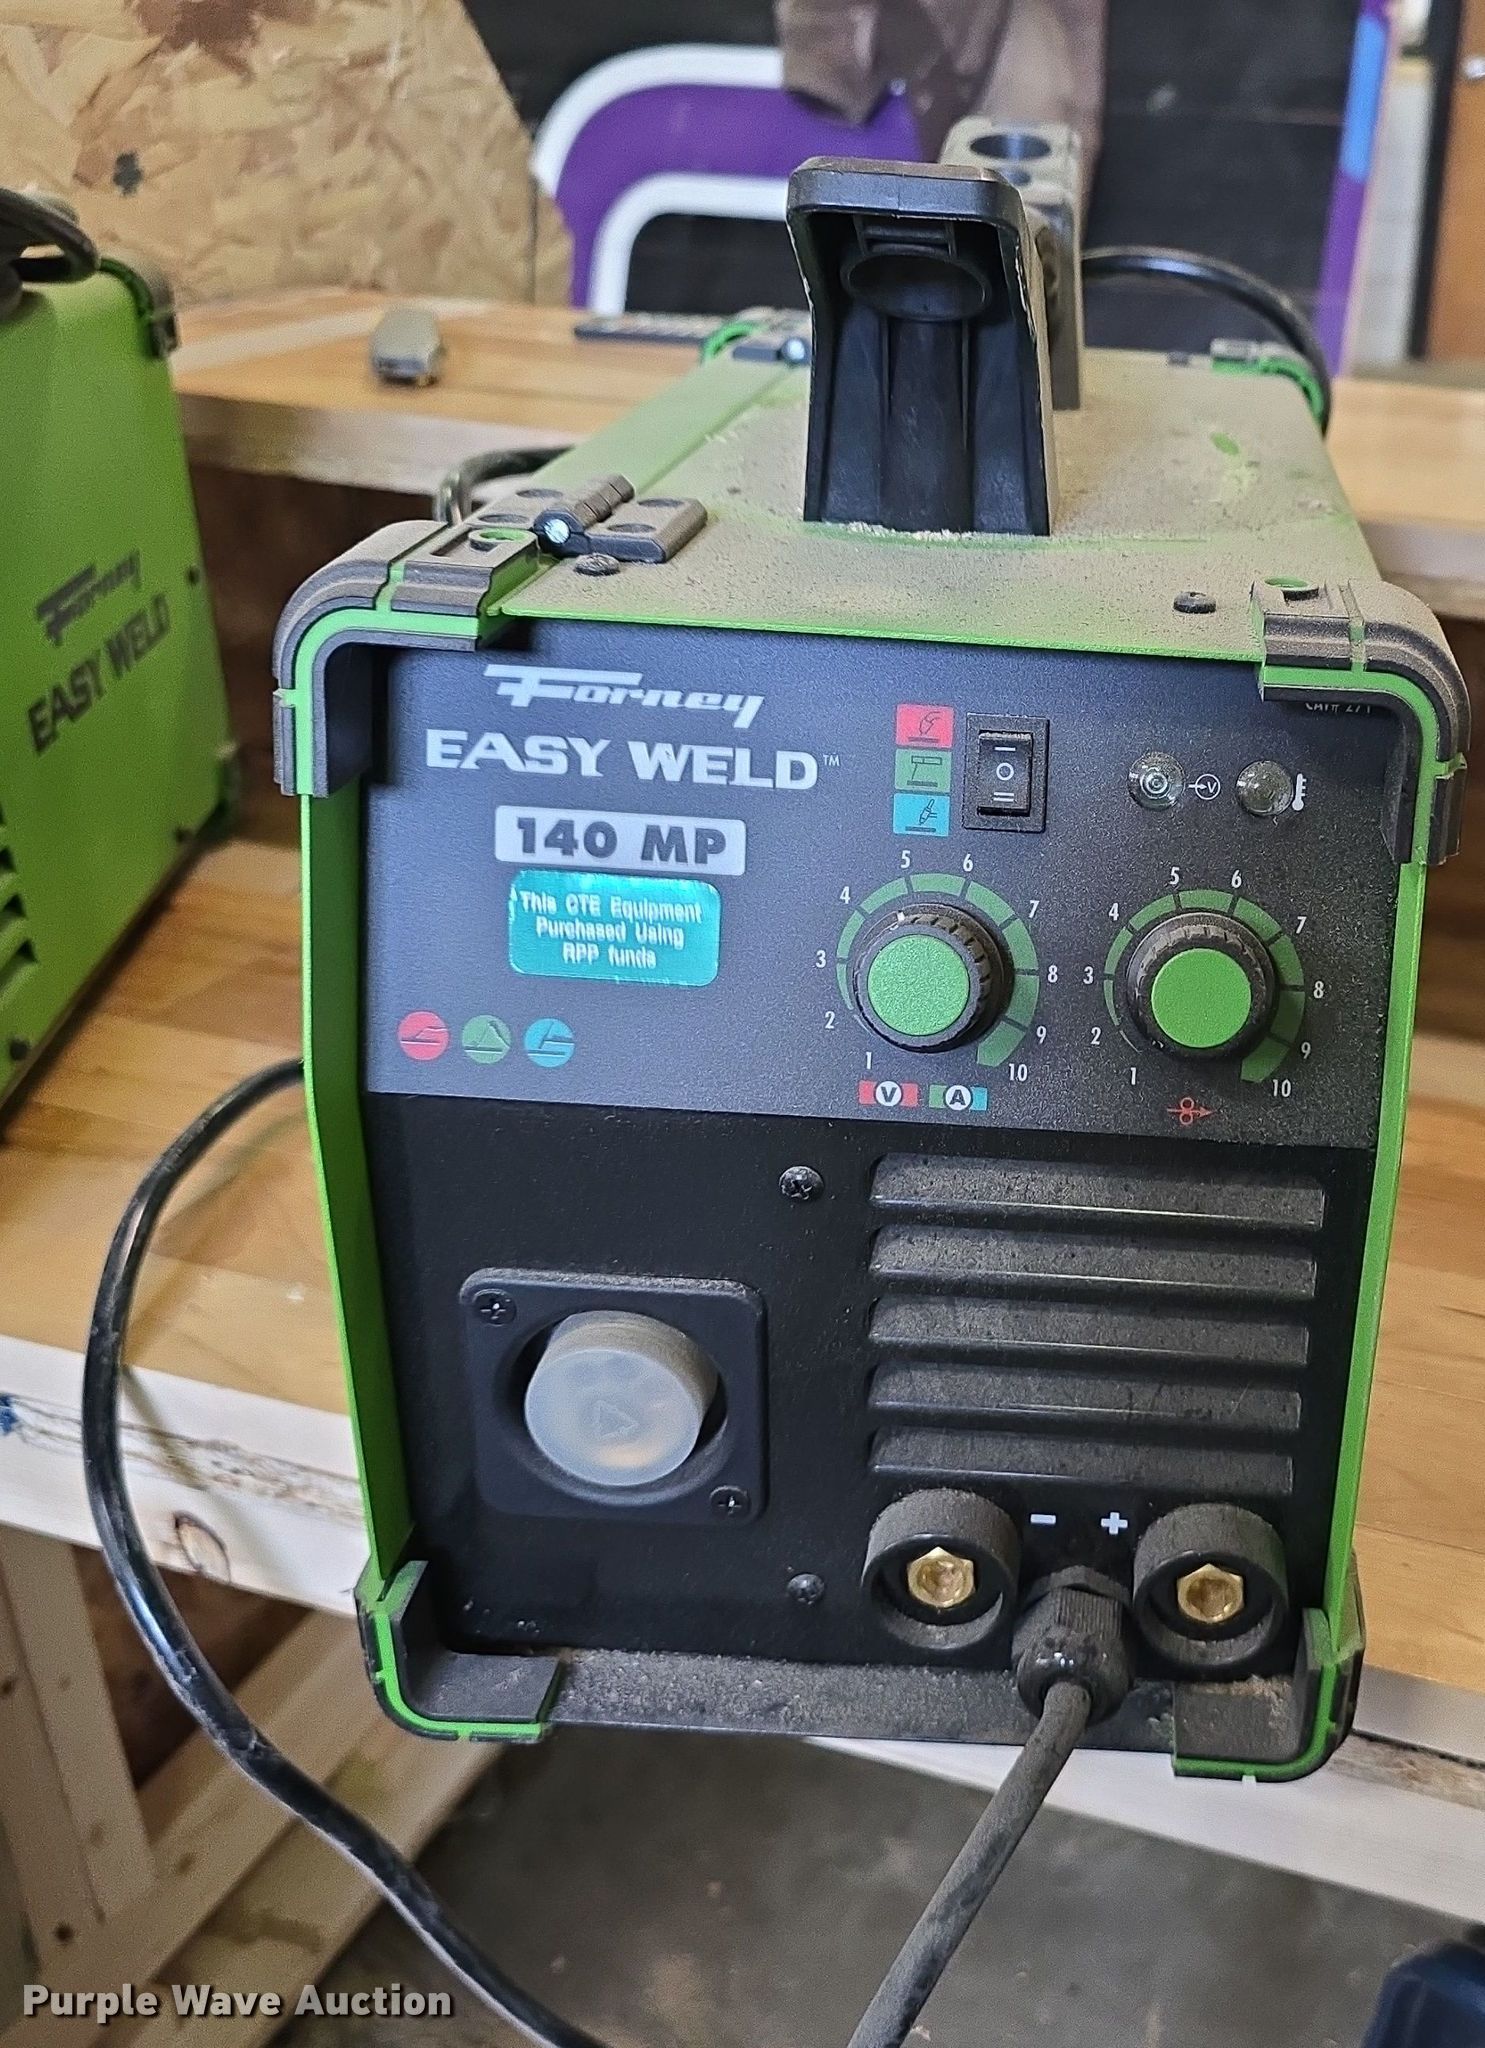 Forney
EASY WELD
Forney
EASY WELD™
140 MP
This CTE Equipment
Purchased Using
RPP funds
CAT# 271
V
1 2 3 4 5 6 7 8 9 10
1 2 3 4 5 6 7 8 9 10
V A
- +
Purple Wave Auction